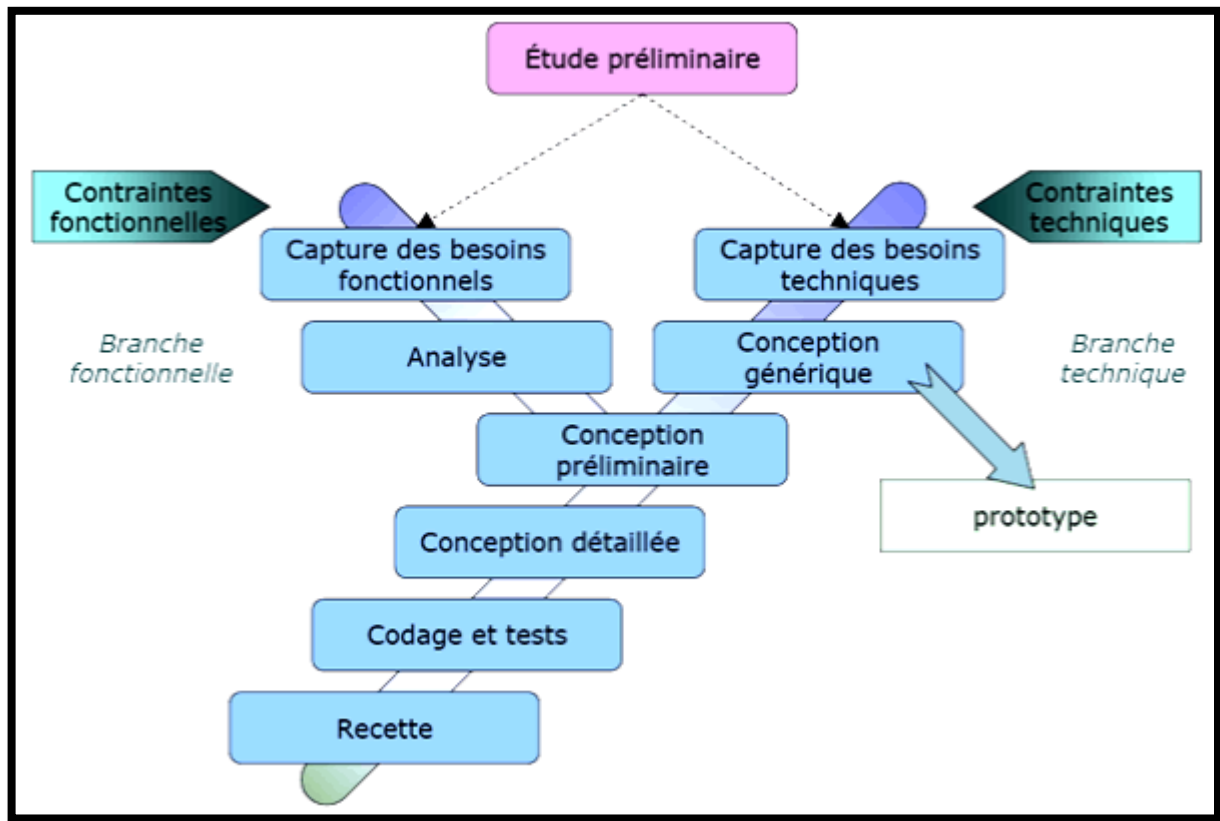 Étude préliminaire
Contraintes
fonctionnelles
Contraintes
techniques
Capture des besoins
fonctionnels
Capture des besoins
techniques
Branche
fonctionnelle
Analyse
Conception
générique
Branche
technique
Conception
préliminaire
prototype
Conception détaillée
Codage et tests
Recette